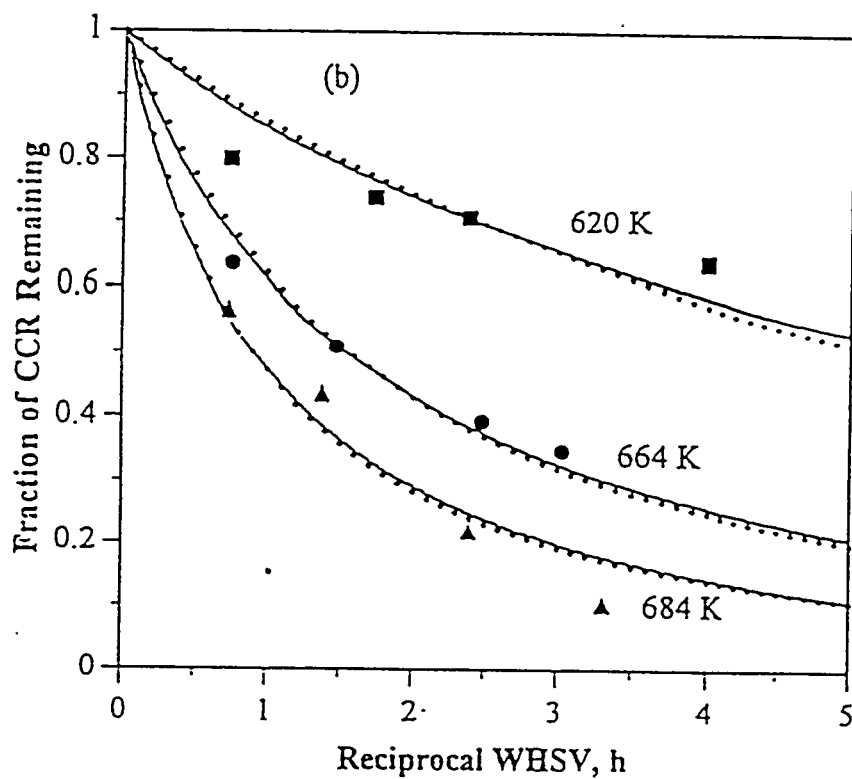 1
(b)
0.8
620 K
0.6
0.4
664 K
0.2
684 K
0
0 1 2 3 4 5
Fraction of CCR Remaining
Reciprocal WHSV, h